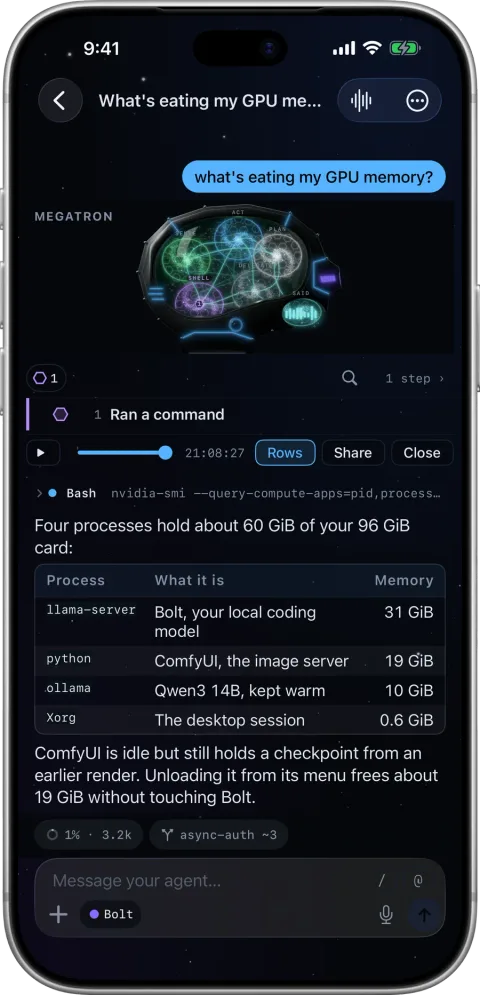 9:41
What's eating my GPU me...
what's eating my GPU memory?
MEGATRON
ACT
PLAN
SHELL
SAID
1
1 step ›
1 Ran a command
21:08:27 Rows Share Close
Bash nvidia-smi --query-compute-apps=pid,process…
Four processes hold about 60 GiB of your 96 GiB
card:
Process What it is Memory
llama-server Bolt, your local coding 31 GiB
model
python ComfyUI, the image server 19 GiB
ollama Qwen3 14B, kept warm 10 GiB
Xorg The desktop session 0.6 GiB
ComfyUI is idle but still holds a checkpoint from an
earlier render. Unloading it from its menu frees about
19 GiB without touching Bolt.
1% · 3.2k async-auth ~3
Message your agent... / @
Bolt